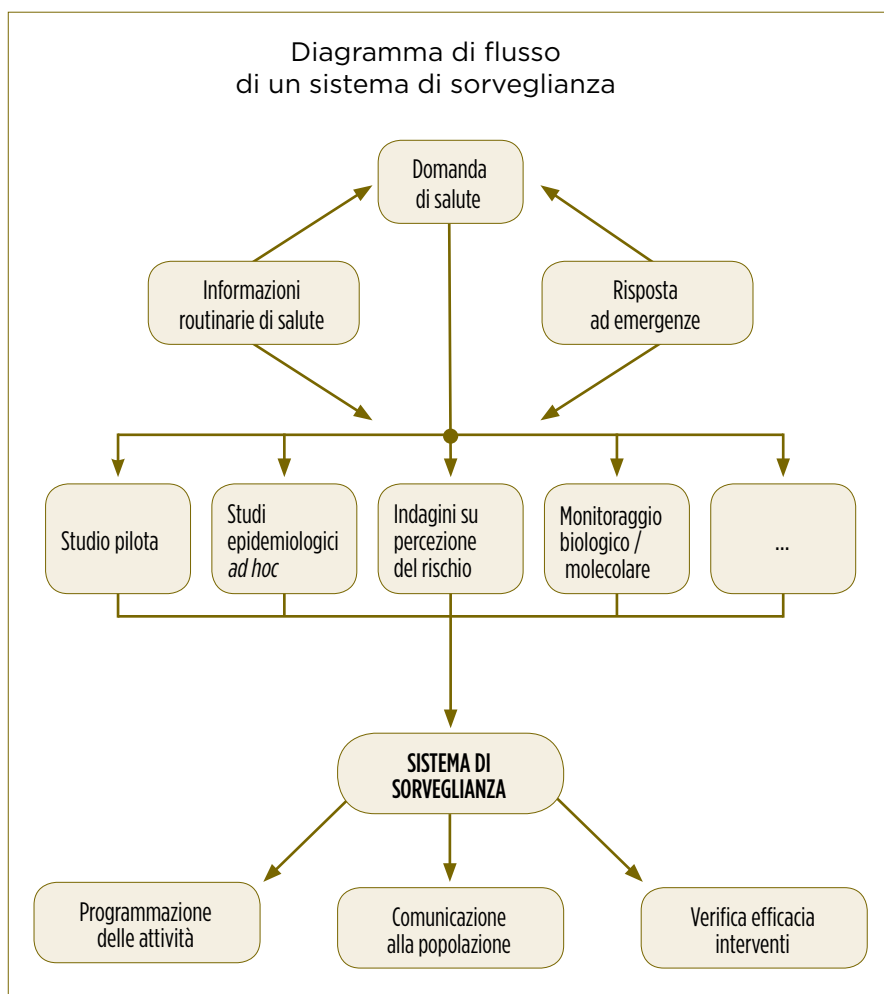 Diagramma di flusso
di un sistema di sorveglianza
Domanda
di salute
Informazioni
routinarie di salute
Risposta
ad emergenze
Studio pilota
Studi
epidemiologici
ad hoc
Indagini su
percezione
del rischio
Monitoraggio
biologico /
molecolare
...
SISTEMA DI
SORVEGLIANZA
Programmazione
delle attività
Comunicazione
alla popolazione
Verifica efficacia
interventi